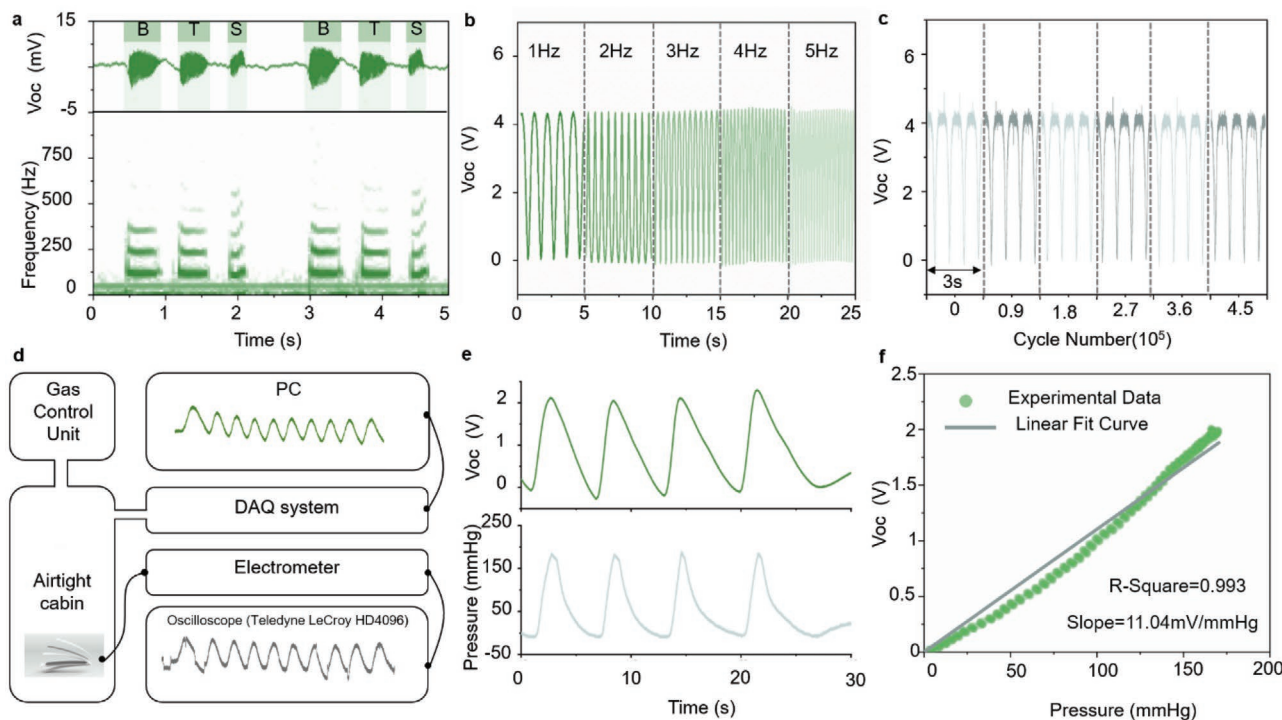 a
15
B T S B T S
Voc (mV)
-5
750
500
250
0
Frequency (Hz)
0 1 2 3 4 5
Time (s)
b
6
4
2
0
Voc (V)
1Hz 2Hz 3Hz 4Hz 5Hz
0 5 10 15 20 25
Time (s)
c
6
4
2
0
Voc (V)
3s
0 0.9 1.8 2.7 3.6 4.5
Cycle Number(10⁵)
d
Gas
Control
Unit
PC
DAQ system
Airtight
cabin
Electrometer
Oscilloscope (Teledyne LeCroy HD4096)
e
2
1
0
Voc (V)
250
150
50
-50
Pressure (mmHg)
0 10 20 30
Time (s)
f
2.5
2
1.5
1
0.5
0
Voc (V)
Experimental Data
Linear Fit Curve
R-Square=0.993
Slope=11.04mV/mmHg
0 50 100 150 200
Pressure (mmHg)